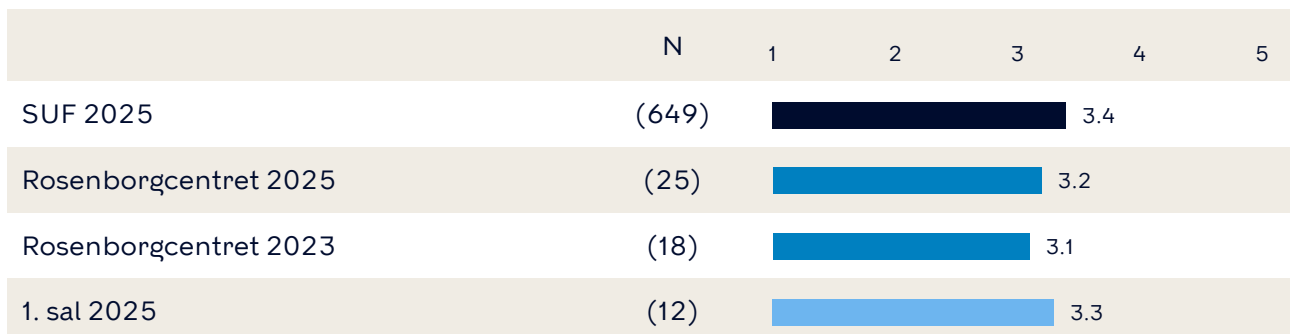 N 1 2 3 4 5
SUF 2025 (649) 3.4
Rosenborgcentret 2025 (25) 3.2
Rosenborgcentret 2023 (18) 3.1
1. sal 2025 (12) 3.3